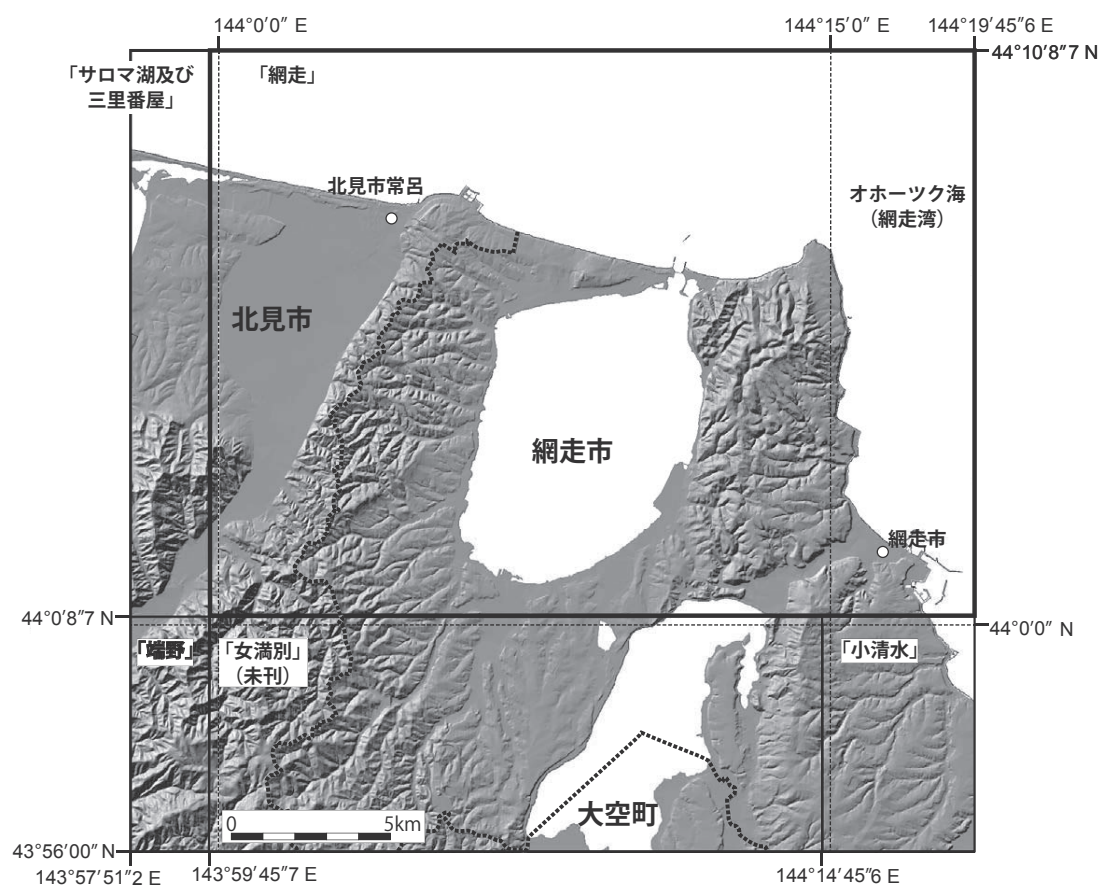 144°0′0″ E
144°15′0″ E
144°19′45″6 E
44°10′8″7 N
「サロマ湖及び
三里番屋」
「網走」
北見市常呂
オホーツク海
（網走湾）
北見市
網走市
網走市
44°0′8″7 N
44°0′0″ N
「端野」
「女満別」
（未刊）
「小清水」
大空町
0
5km
43°56′00″ N
143°57′51″2 E
143°59′45″7 E
144°14′45″6 E